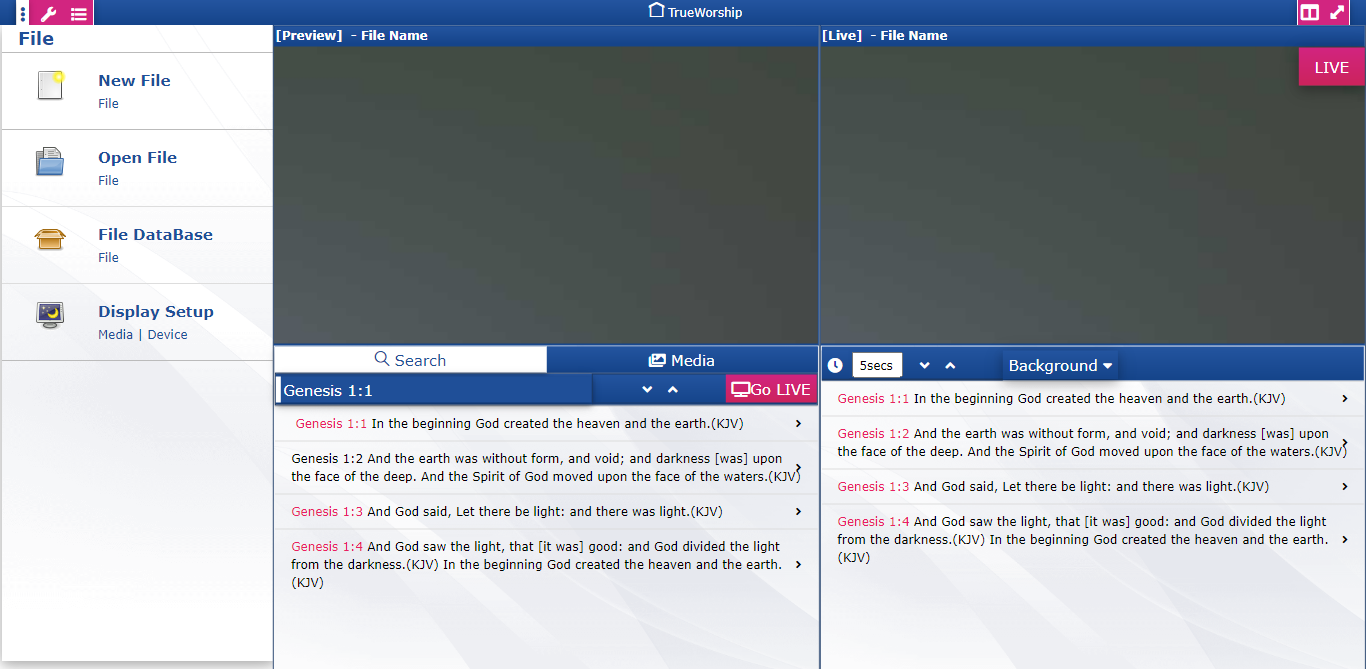 TrueWorship
File
New File
File
Open File
File
File DataBase
File
Display Setup
Media | Device
[Preview] - File Name
Search
Media
Genesis 1:1
Go LIVE
Genesis 1:1 In the beginning God created the heaven and the earth.(KJV)
Genesis 1:2 And the earth was without form, and void; and darkness [was] upon
the face of the deep. And the Spirit of God moved upon the face of the waters.(KJV)
Genesis 1:3 And God said, Let there be light: and there was light.(KJV)
Genesis 1:4 And God saw the light, that [it was] good: and God divided the light
from the darkness.(KJV) In the beginning God created the heaven and the earth.
(KJV)
[Live] - File Name
LIVE
5secs
Background
Genesis 1:1 In the beginning God created the heaven and the earth.(KJV)
Genesis 1:2 And the earth was without form, and void; and darkness [was] upon
the face of the deep. And the Spirit of God moved upon the face of the waters.(KJV)
Genesis 1:3 And God said, Let there be light: and there was light.(KJV)
Genesis 1:4 And God saw the light, that [it was] good: and God divided the light
from the darkness.(KJV) In the beginning God created the heaven and the earth.
(KJV)